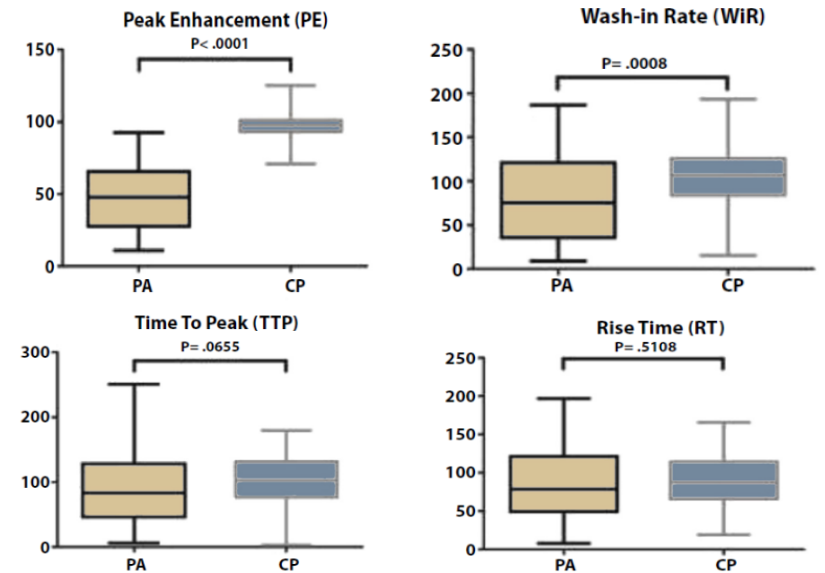 Peak Enhancement (PE)
P< .0001
150
100
50
0
PA CP
Wash-in Rate (WiR)
P= .0008
250
200
150
100
50
0
PA CP
Time To Peak (TTP)
P= .0655
300
200
100
0
PA CP
Rise Time (RT)
P= .5108
250
200
150
100
50
0
PA CP